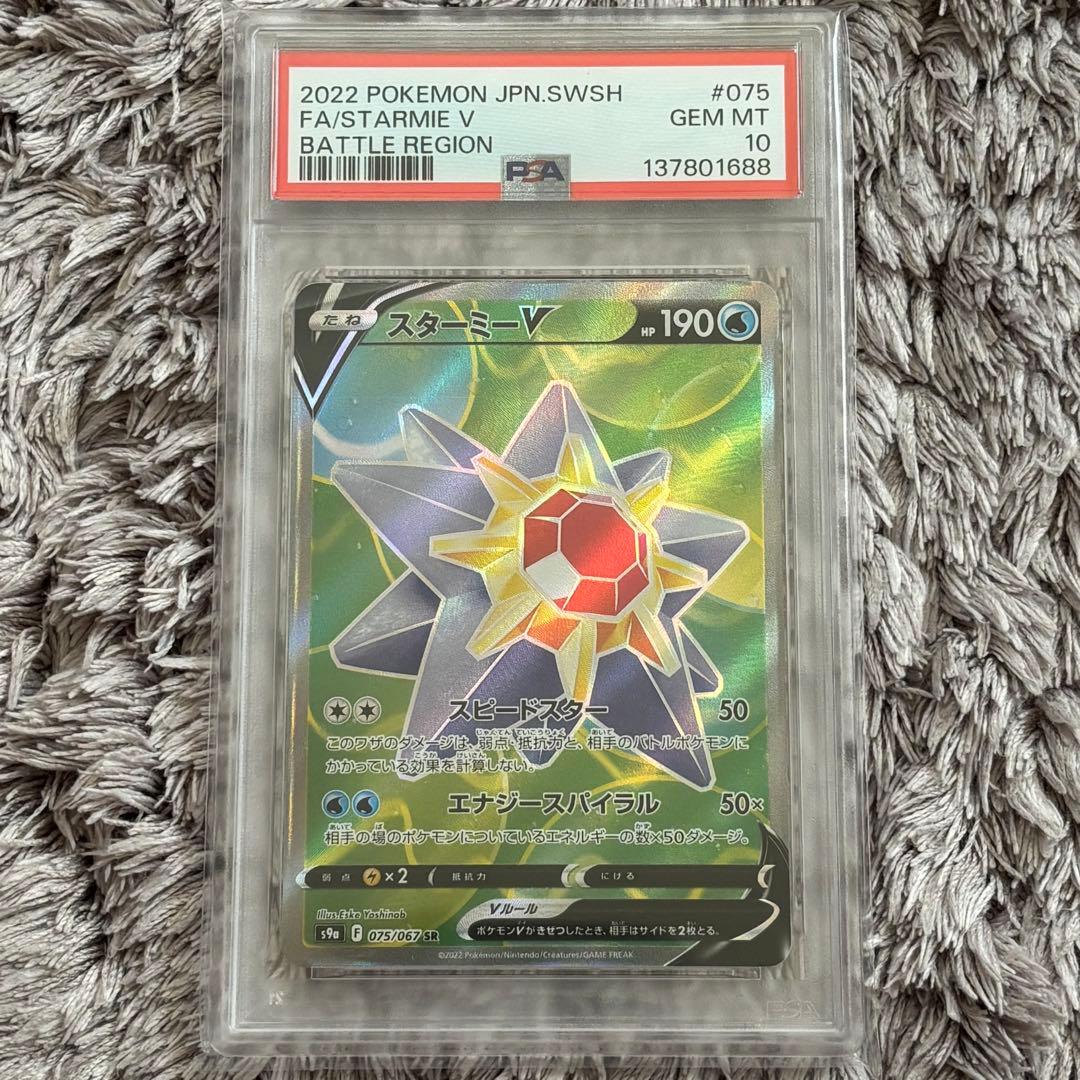 2022 POKEMON JPN.SWSH #075
FA/STARMIE V GEM MT
BATTLE REGION 10
PSA 137801688
たね スターミーV HP 190
スピードスター 50
このワザのダメージは、弱点・抵抗力と、相手のバトルポケモンに
かかっている効果を計算しない。
エナジースパイラル 50×
相手の場のポケモンについているエネルギーの数×50ダメージ。
弱点 ×2 抵抗力 にげる
Illus.Eske Yoshinob
Vルール
s9a F 075/067 SR ポケモンVがきぜつしたとき、相手はサイドを2枚とる。
©2022 Pokémon/Nintendo/Creatures/GAME FREAK
PSA